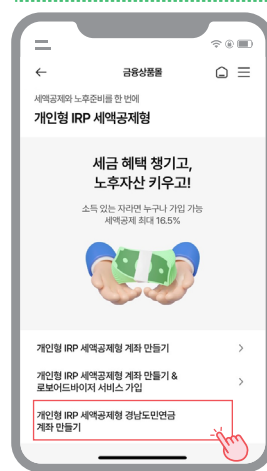 금융상품몰
세액공제와 노후준비를 한 번에
개인형 IRP 세액공제형
세금 혜택 챙기고,
노후자산 키우고!
소득 있는 자라면 누구나 가입 가능
세액공제 최대 16.5%
개인형 IRP 세액공제형 계좌 만들기
개인형 IRP 세액공제형 계좌 만들기 &
로보어드바이저 서비스 가입
개인형 IRP 세액공제형 경남도민연금
계좌 만들기